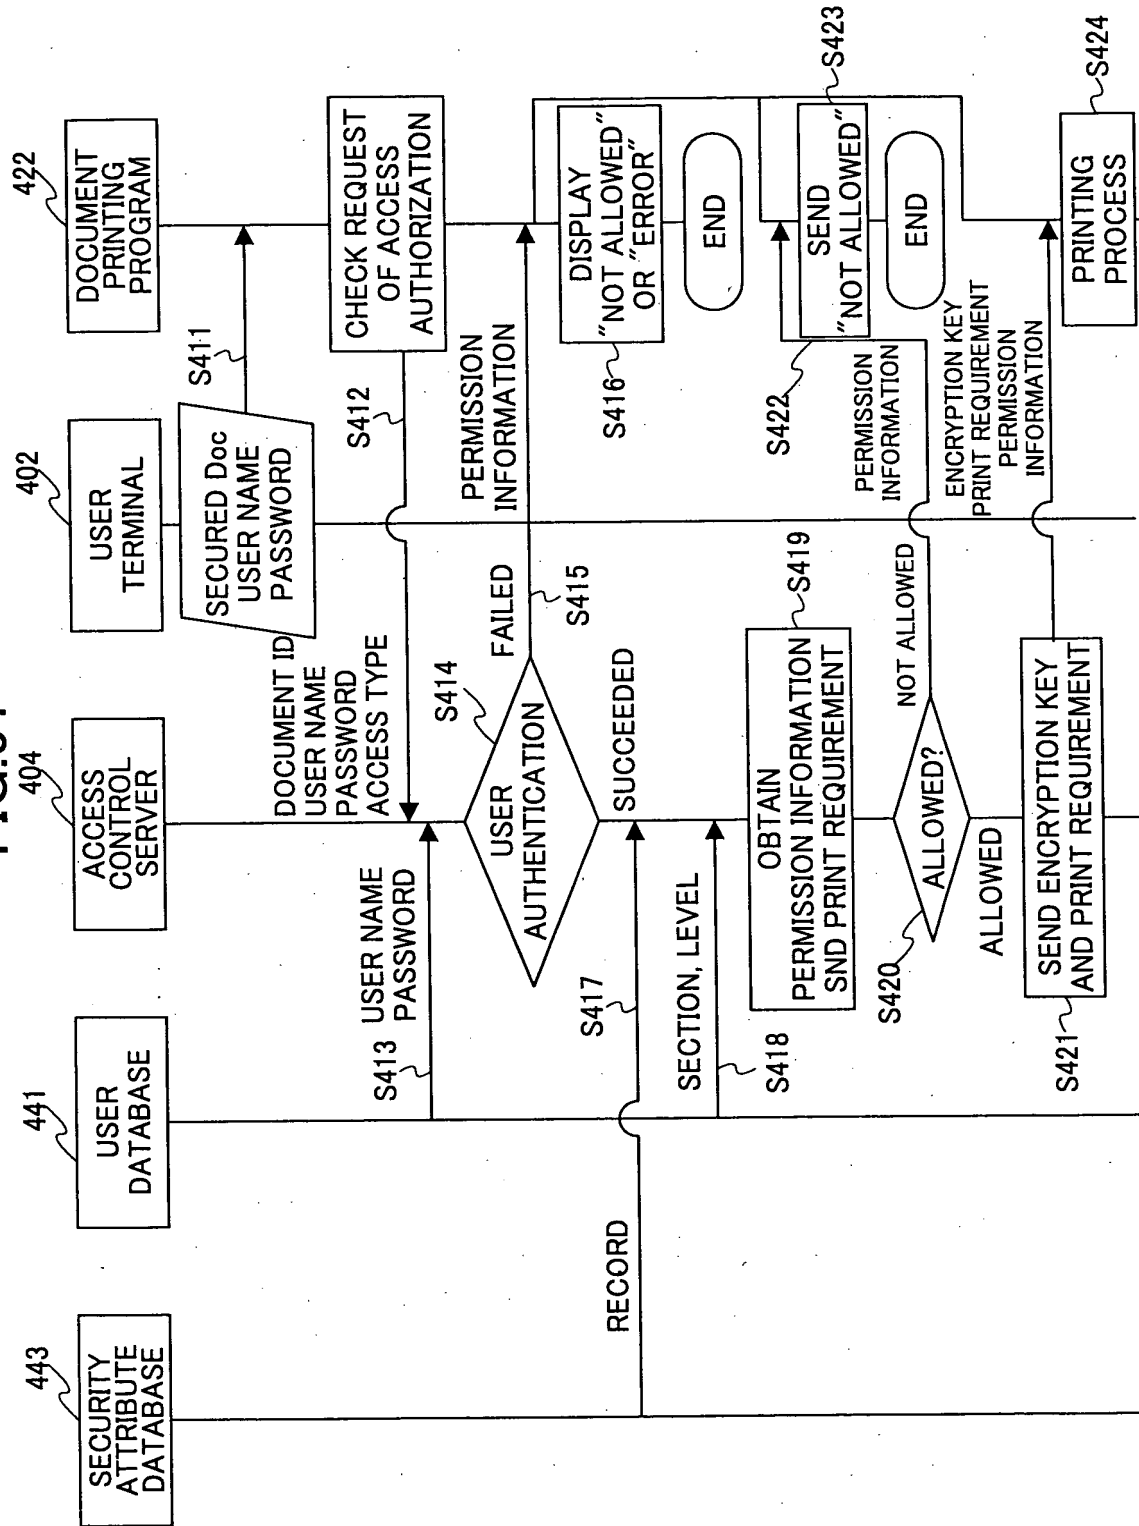 443
SECURITY
ATTRIBUTE
DATABASE
441
USER
DATABASE
404
ACCESS
CONTROL
SERVER
402
USER
TERMINAL
422
DOCUMENT
PRINTING
PROGRAM
SECURED Doc
USER NAME
PASSWORD
S411
CHECK REQUEST
OF ACCESS
AUTHORIZATION
S412
DOCUMENT ID
USER NAME
PASSWORD
ACCESS TYPE
USER NAME
PASSWORD
S413
USER
AUTHENTICATION
S414
FAILED
S415
PERMISSION
INFORMATION
DISPLAY
"NOT ALLOWED"
OR "ERROR"
S416
END
SUCCEEDED
RECORD
S417
SECTION, LEVEL
S418
OBTAIN
PERMISSION INFORMATION
SND PRINT REQUIREMENT
S419
ALLOWED?
S420
NOT ALLOWED
PERMISSION
INFORMATION
S422
SEND
"NOT ALLOWED"
S423
END
ALLOWED
SEND ENCRYPTION KEY
AND PRINT REQUIREMENT
S421
ENCRYPTION KEY
PRINT REQUIREMENT
PERMISSION
INFORMATION
PRINTING
PROCESS
S424